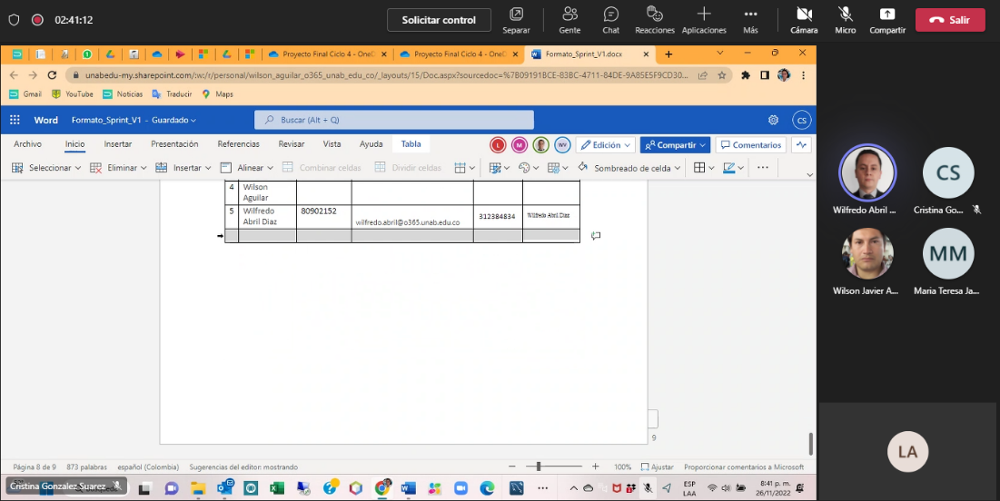 02:41:12
Solicitar control
Separar
Gente
Chat
Reacciones
Aplicaciones
Más
Cámara
Micro
Compartir
Salir
Proyecto Final Ciclo 4 - OneD
Proyecto Final Ciclo 4 - OneD
Formato_Sprint_V1.docx
unabedu-my.sharepoint.com/:w:/r/personal/wilson_aguilar_o365_unab_edu_co/_layouts/15/Doc.aspx?sourcedoc=%7B09191BCE-83BC-4711-84DE-9A85E5F9CD30...
Gmail
YouTube
Noticias
Traducir
Maps
Word
Formato_Sprint_V1 - Guardado
Buscar (Alt + Q)
CS
Archivo
Inicio
Insertar
Presentación
Referencias
Revisar
Vista
Ayuda
Tabla
L
M
WV
Edición
Compartir
Comentarios
Seleccionar
Eliminar
Insertar
Alinear
Combinar celdas
Dividir celdas
Sombreado de celda
4 Wilson
Aguilar
5 Wilfredo 80902152
Abril Diaz wilfredo.abril@o365.unab.edu.co 312384834 Wilfredo Abril Diaz
9
Página 8 de 9
873 palabras
español (Colombia)
Sugerencias del editor: mostrando
100%
Ajustar
Proporcionar comentarios a Microsoft
Cristina Gonzalez Suarez
ESP
LAA
8:41 p. m.
26/11/2022
CS
Wilfredo Abril ...
Cristina Go...
MM
Wilson Javier A...
Maria Teresa Ja...
LA